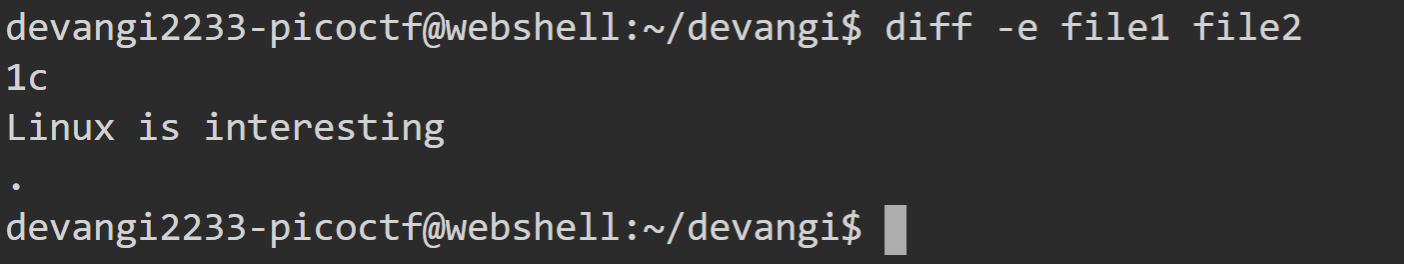 devangi2233-picoctf@webshell:~/devangi$ diff -e file1 file2
1c
Linux is interesting
.
devangi2233-picoctf@webshell:~/devangi$